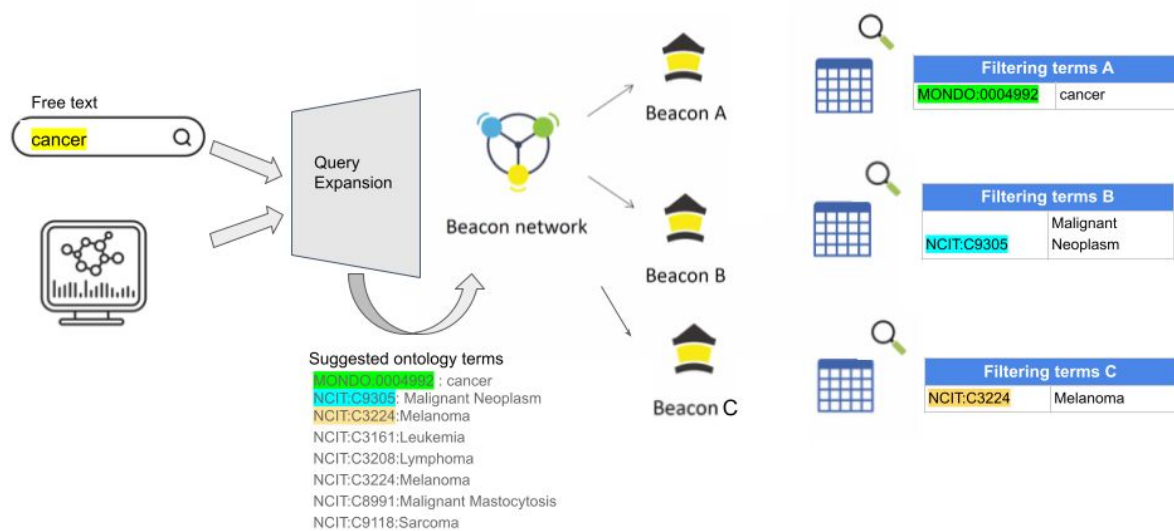 Free text
cancer
Query
Expansion
Beacon network
Suggested ontology terms
MONDO:0004992 : cancer
NCIT:C9305: Malignant Neoplasm
NCIT:C3224:Melanoma
NCIT:C3161:Leukemia
NCIT:C3208:Lymphoma
NCIT:C3224:Melanoma
NCIT:C8991:Malignant Mastocytosis
NCIT:C9118:Sarcoma
Beacon A
Beacon B
Beacon C
Filtering terms A
MONDO:0004992 cancer
Filtering terms B
NCIT:C9305 Malignant
Neoplasm
Filtering terms C
NCIT:C3224 Melanoma